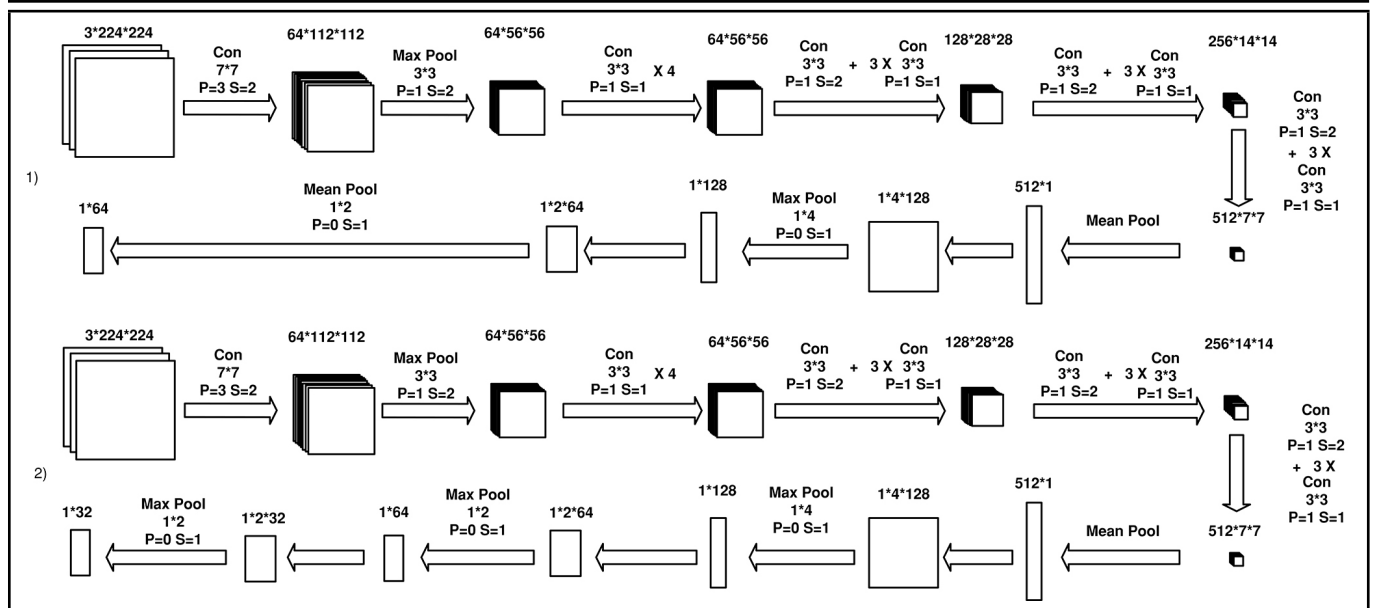 3*224*224
Con
7*7
P=3 S=2
64*112*112
Max Pool
3*3
P=1 S=2
64*56*56
Con
3*3 X 4
P=1 S=1
64*56*56
Con Con
3*3 + 3 X 3*3
P=1 S=2 P=1 S=1
128*28*28
Con Con
3*3 + 3 X 3*3
P=1 S=2 P=1 S=1
256*14*14
Con
3*3
P=1 S=2
+ 3 X
Con
3*3
P=1 S=1
1)
512*7*7
Mean Pool
512*1
1*4*128
Max Pool
1*4
P=0 S=1
1*128
1*2*64
Mean Pool
1*2
P=0 S=1
1*64
3*224*224
Con
7*7
P=3 S=2
64*112*112
Max Pool
3*3
P=1 S=2
64*56*56
Con
3*3 X 4
P=1 S=1
64*56*56
Con Con
3*3 + 3 X 3*3
P=1 S=2 P=1 S=1
128*28*28
Con Con
3*3 + 3 X 3*3
P=1 S=2 P=1 S=1
256*14*14
Con
3*3
P=1 S=2
+ 3 X
Con
3*3
P=1 S=1
2)
512*7*7
Mean Pool
512*1
1*4*128
Max Pool
1*4
P=0 S=1
1*128
1*2*64
Max Pool
1*2
P=0 S=1
1*64
1*2*32
Max Pool
1*2
P=0 S=1
1*32